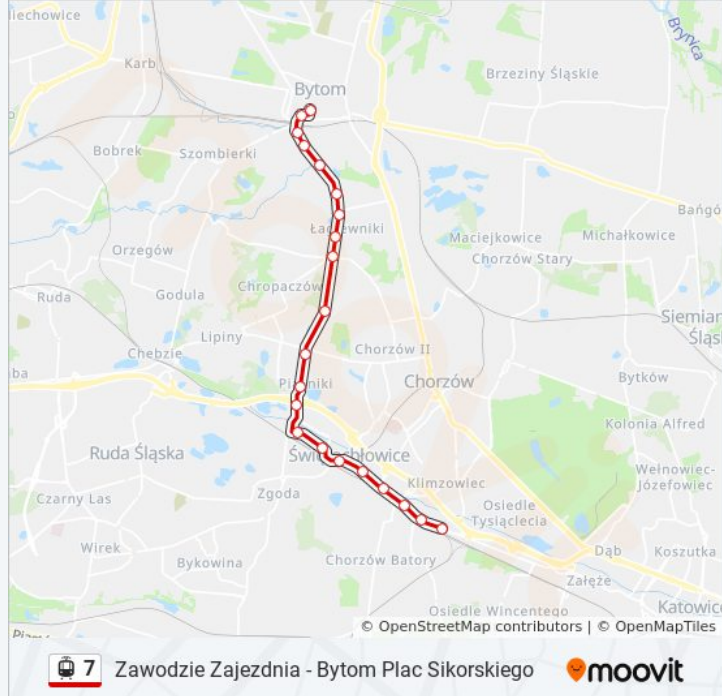 liechowice
Karb
Bytom
Brzeziny Śląskie
Brynica
Bobrek
Szombierki
Łagiewniki
Bańgó
Maciejkowice
Michałkowice
Orzegów
Chorzów Stary
Ruda
Godula
Chropaczów
Siemian
Śląs
Lipiny
Chebzie
Chorzów II
ba
Piaśniki
Chorzów
Bytków
Kolonia Alfred
Ruda Śląska
Świętochłowice
Wełnowiec-
Józefowiec
Czarny Las
Zgoda
Klimzowiec
Osiedle
Tysiąclecia
Wirek
Bykowina
Chorzów Batory
Dąb
Koszutka
Załęże
Osiedle Wincentego
Katowic
© OpenStreetMap contributors | © OpenMapTiles
7 Zawodzie Zajezdnia - Bytom Plac Sikorskiego moovit